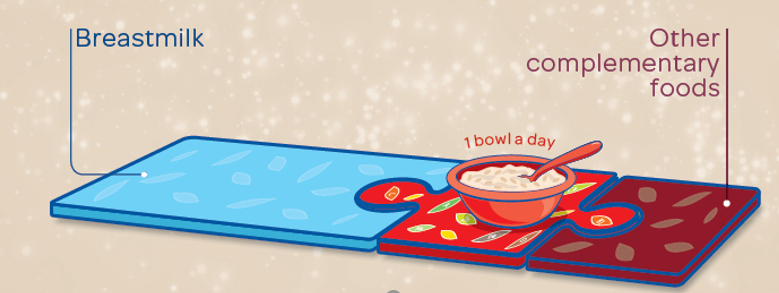 Breastmilk
Other
complementary
foods
1 bowl a day